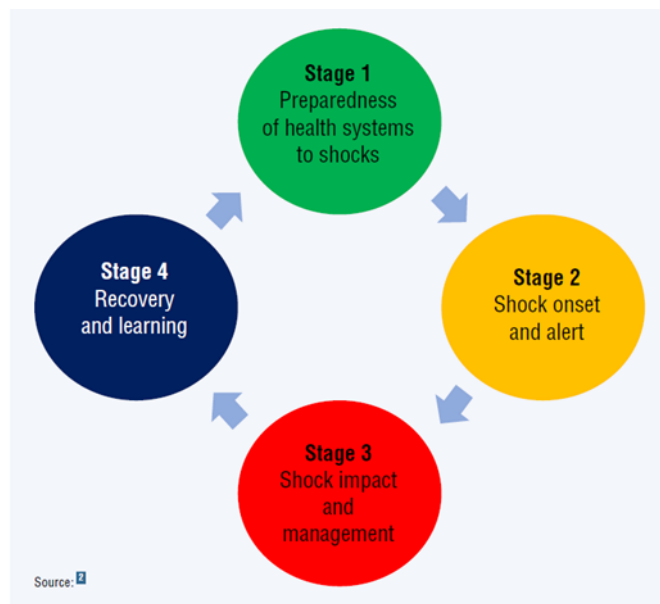 Stage 1
Preparedness
of health systems
to shocks
Stage 2
Shock onset
and alert
Stage 3
Shock impact
and
management
Stage 4
Recovery
and learning
Source: 2